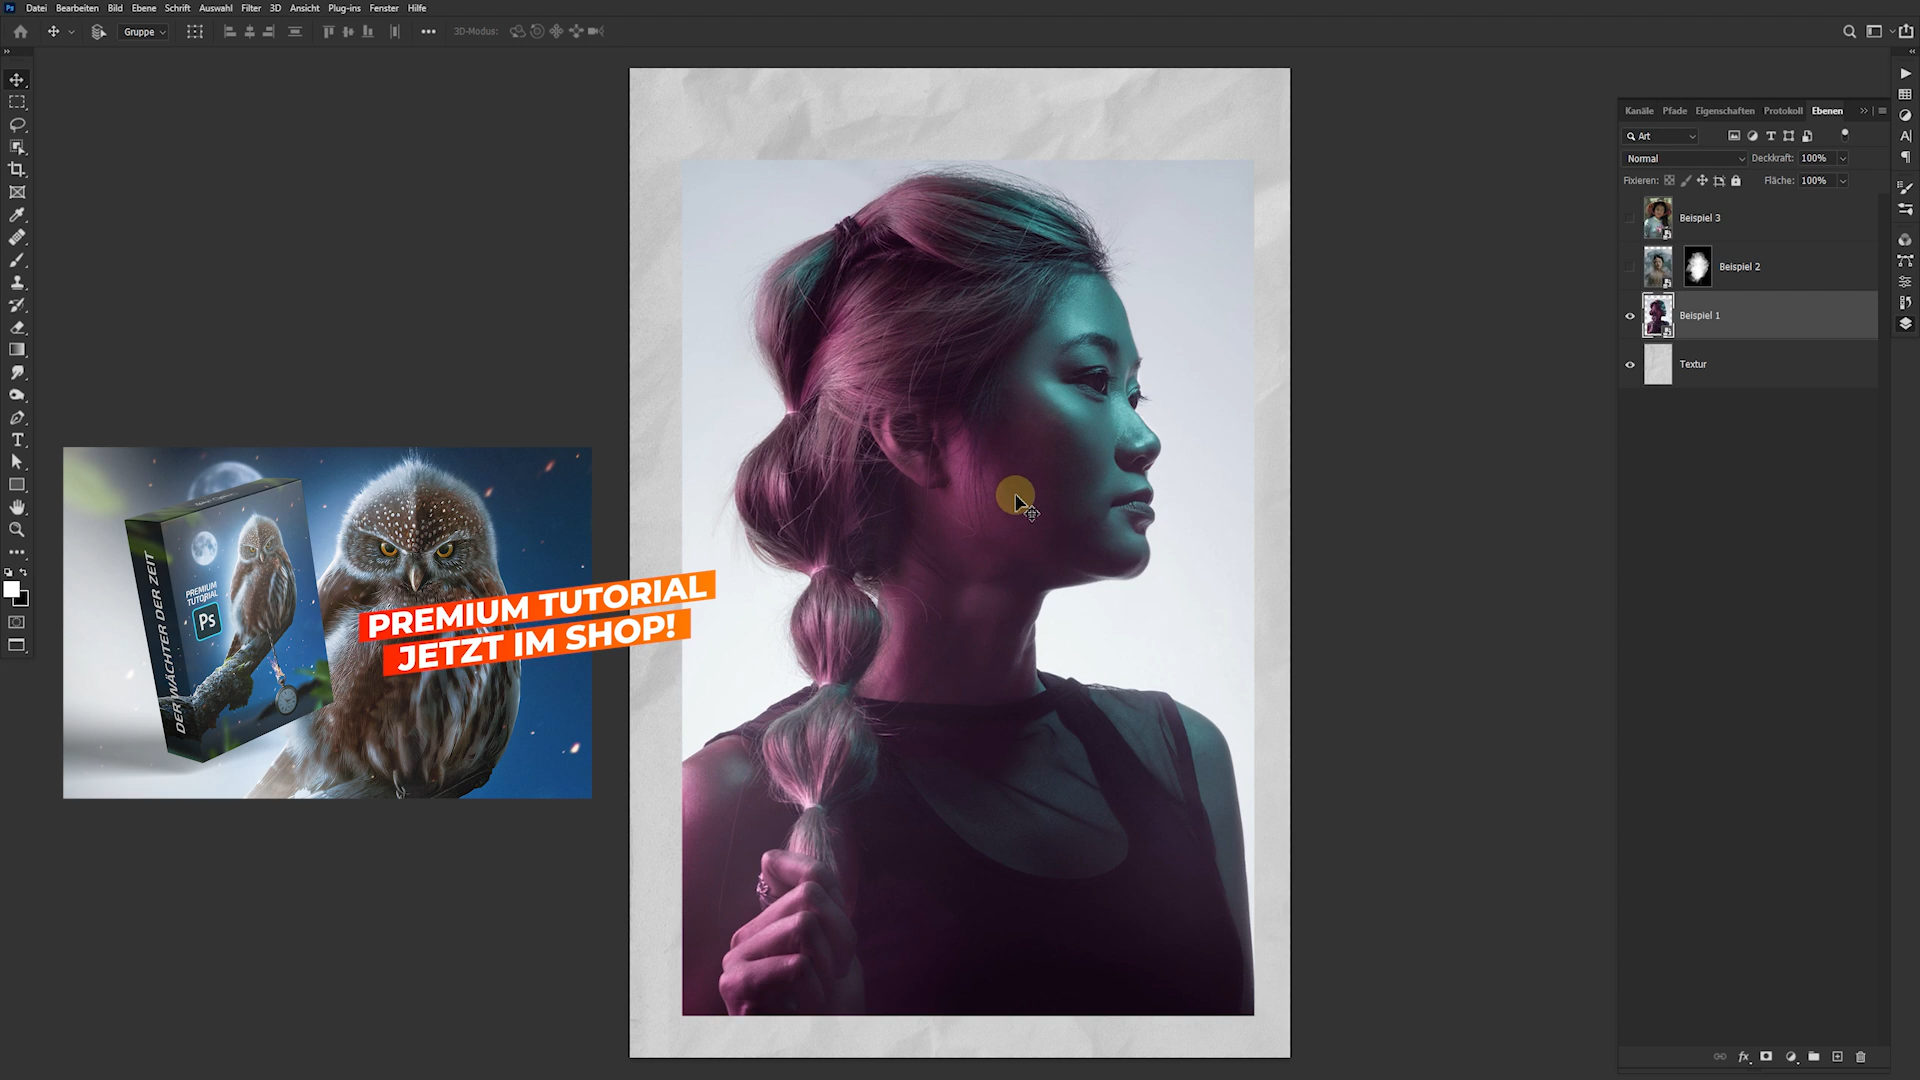 Ps Datei Bearbeiten Bild Ebene Schrift Auswahl Filter 3D Ansicht Plug-ins Fenster Hilfe
Gruppe 3D-Modus:
Kanäle Pfade Eigenschaften Protokoll Ebenen
Art
Normal Deckkraft: 100%
Fixieren: Fläche: 100%
Beispiel 3
Beispiel 2
Beispiel 1
Textur
DER WÄCHTER DER ZEIT
PREMIUM
TUTORIAL
Ps
PREMIUM TUTORIAL
JETZT IM SHOP!